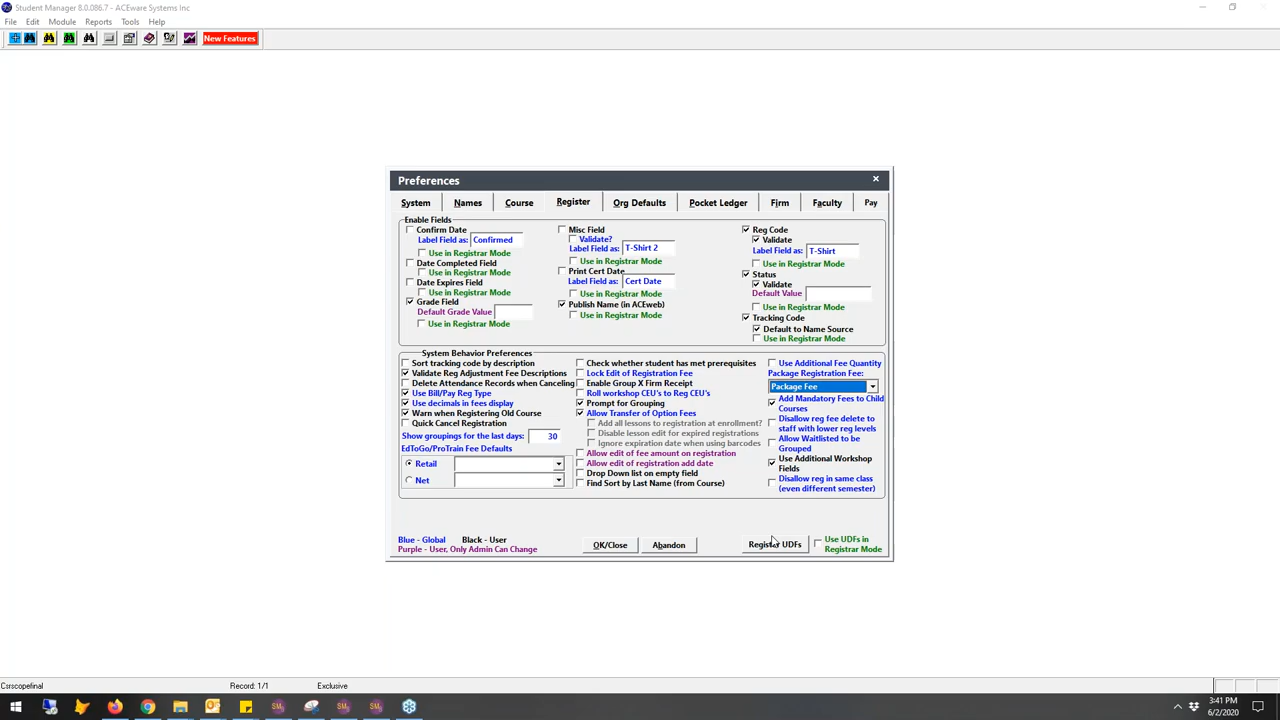 Student Manager 8.0.086.7 - ACEware Systems Inc
File Edit Module Reports Tools Help
New Features
Preferences
System Names Course Register Org Defaults Pocket Ledger Firm Faculty Pay
Enable Fields
Confirm Date
Label Field as: Confirmed
Use in Registrar Mode
Date Completed Field
Use in Registrar Mode
Date Expires Field
Use in Registrar Mode
Grade Field
Default Grade Value
Use in Registrar Mode
Misc Field
Validate?
Label Field as: T-Shirt 2
Use in Registrar Mode
Print Cert Date
Label Field as: Cert Date
Use in Registrar Mode
Publish Name (in ACEweb)
Use in Registrar Mode
Reg Code
Validate
Label Field as: T-Shirt
Use in Registrar Mode
Status
Validate
Default Value
Use in Registrar Mode
Tracking Code
Default to Name Source
Use in Registrar Mode
System Behavior Preferences
Sort tracking code by description
Validate Reg Adjustment Fee Descriptions
Delete Attendance Records when Canceling
Use Bill/Pay Reg Type
Use decimals in fees display
Warn when Registering Old Course
Quick Cancel Registration
Show groupings for the last days: 30
EdToGo/ProTrain Fee Defaults
Retail
Net
Check whether student has met prerequisites
Lock Edit of Registration Fee
Enable Group X Firm Receipt
Roll workshop CEU's to Reg CEU's
Prompt for Grouping
Allow Transfer of Option Fees
Add all lessons to registration at enrollment?
Disable lesson edit for expired registrations
Ignore expiration date when using barcodes
Allow edit of fee amount on registration
Allow edit of registration add date
Drop Down list on empty field
Find Sort by Last Name (from Course)
Use Additional Fee Quantity
Package Registration Fee:
Package Fee
Add Mandatory Fees to Child
Courses
Disallow reg fee delete to
staff with lower reg levels
Allow Waitlisted to be
Grouped
Use Additional Workshop
Fields
Disallow reg in same class
(even different semester)
Blue - Global Black - User
Purple - User, Only Admin Can Change
OK/Close Abandon Register UDFs
Use UDFs in
Registrar Mode
Csrscopefinal Record: 1/1 Exclusive
3:41 PM
6/2/2020